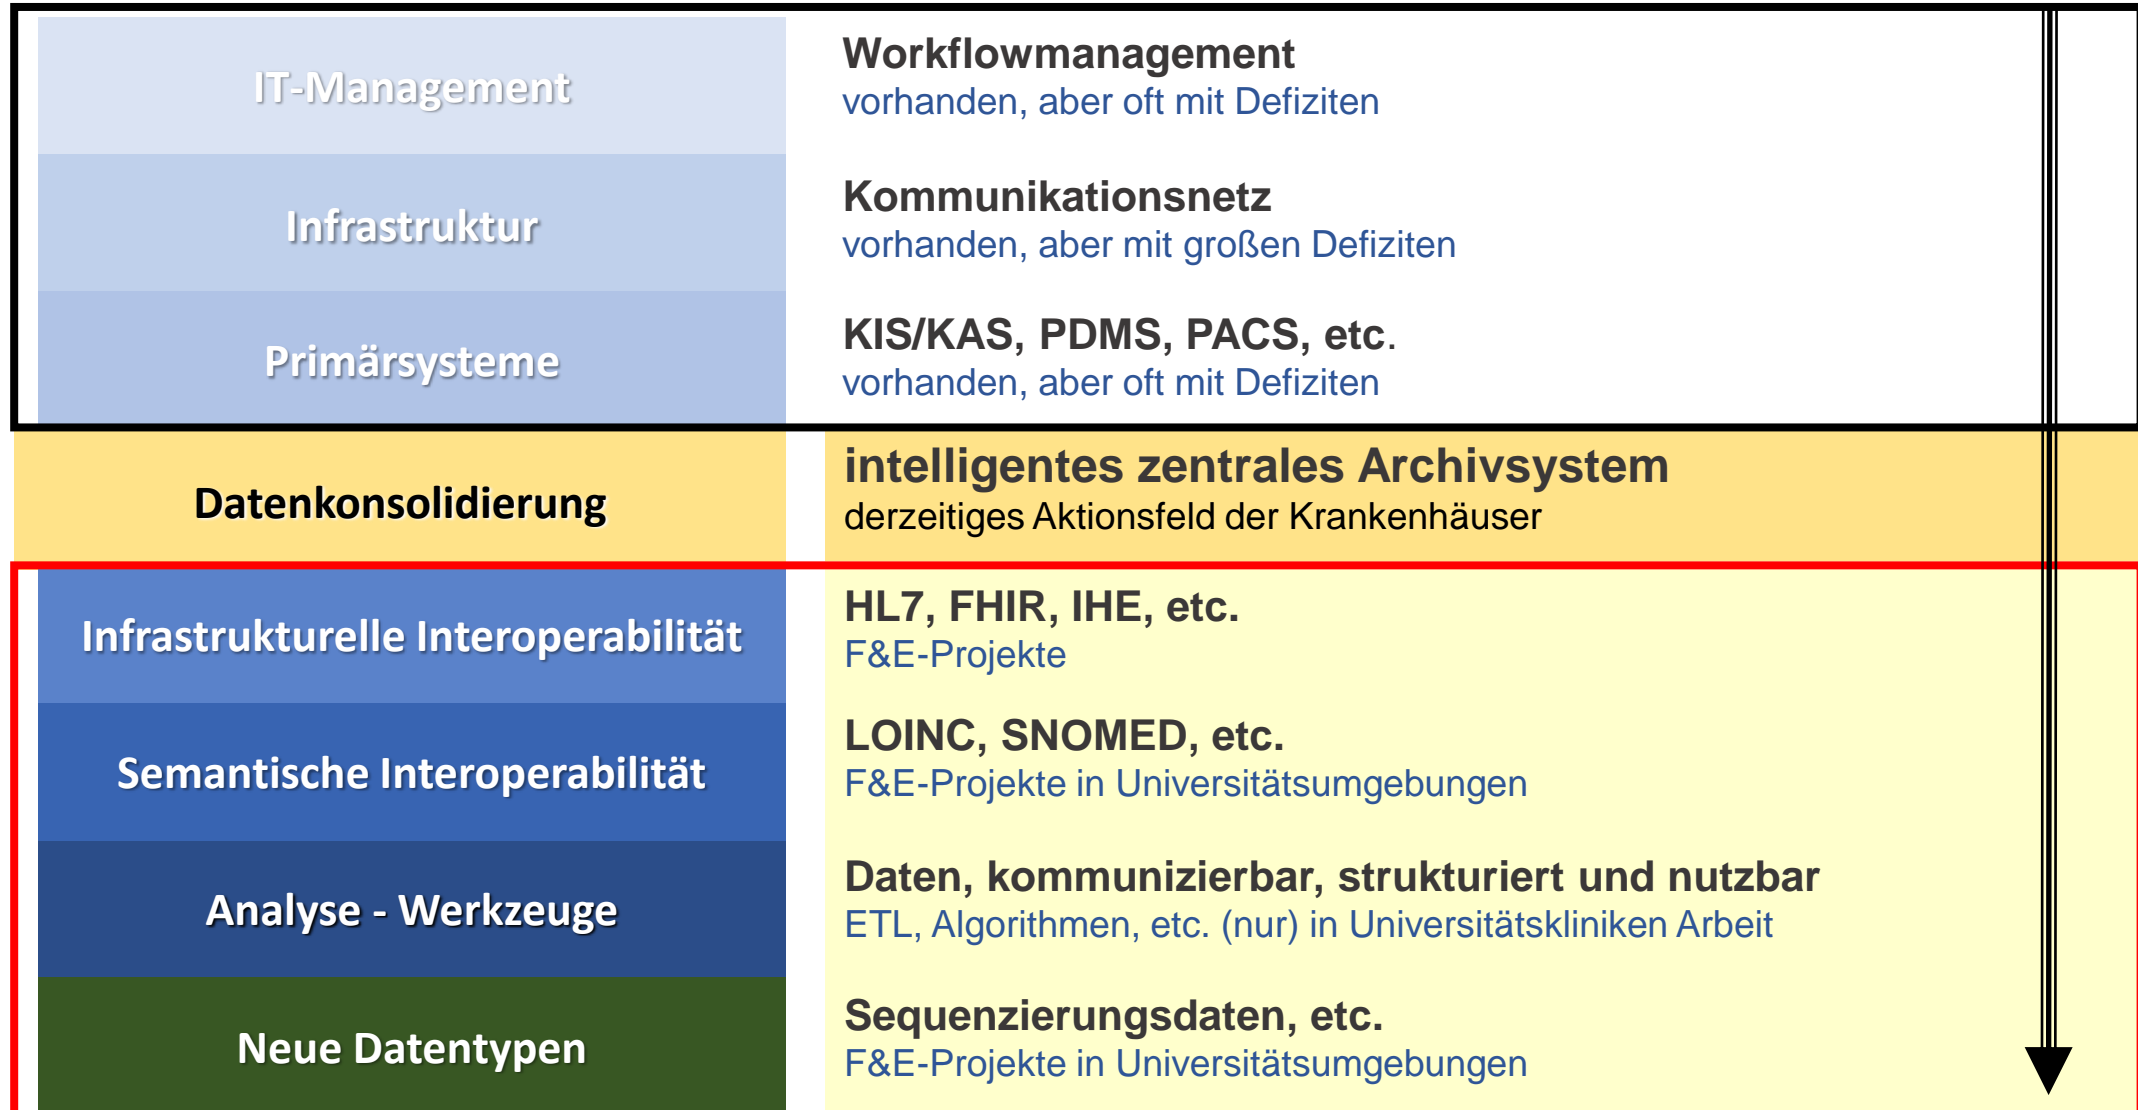 IT-Management
Workflowmanagement
vorhanden, aber oft mit Defiziten
Infrastruktur
Kommunikationsnetz
vorhanden, aber mit großen Defiziten
Primärsysteme
KIS/KAS, PDMS, PACS, etc.
vorhanden, aber oft mit Defiziten
Datenkonsolidierung
intelligentes zentrales Archivsystem
derzeitiges Aktionsfeld der Krankenhäuser
Infrastrukturelle Interoperabilität
HL7, FHIR, IHE, etc.
F&E-Projekte
Semantische Interoperabilität
LOINC, SNOMED, etc.
F&E-Projekte in Universitätsumgebungen
Analyse - Werkzeuge
Daten, kommunizierbar, strukturiert und nutzbar
ETL, Algorithmen, etc. (nur) in Universitätskliniken Arbeit
Neue Datentypen
Sequenzierungsdaten, etc.
F&E-Projekte in Universitätsumgebungen